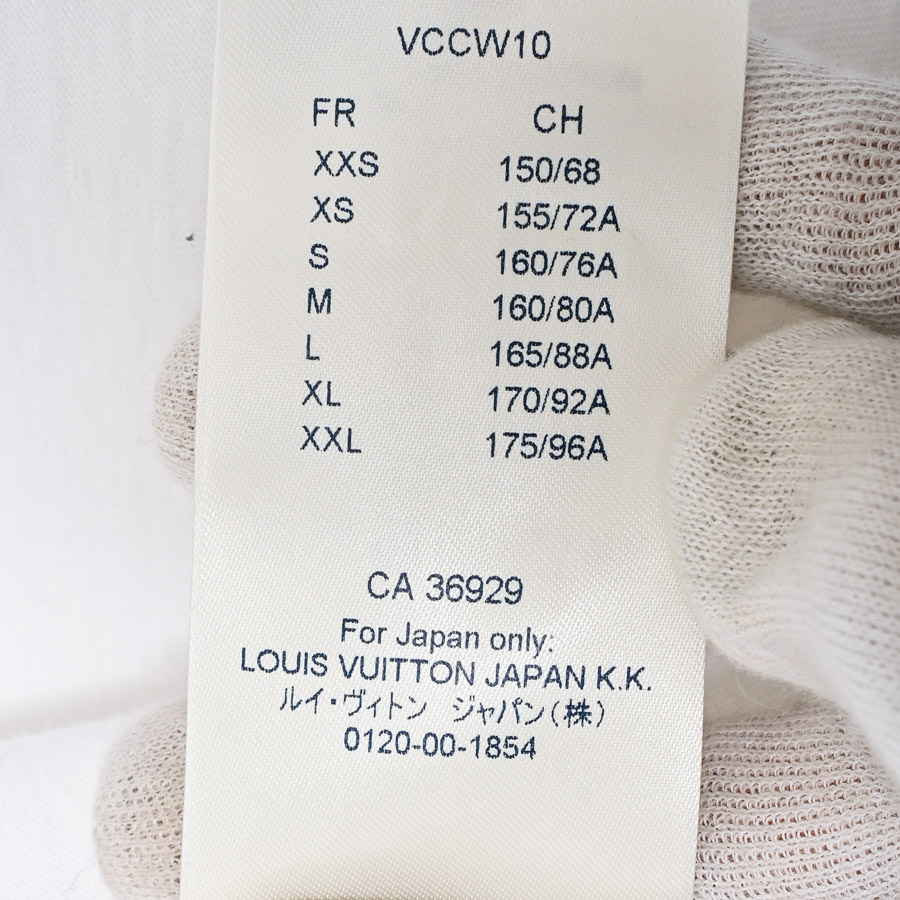 VCCW10
FR CH
XXS 150/68
XS 155/72A
S 160/76A
M 160/80A
L 165/88A
XL 170/92A
XXL 175/96A
CA 36929
For Japan only:
LOUIS VUITTON JAPAN K.K.
ルイ・ヴィトン ジャパン(株)
0120-00-1854